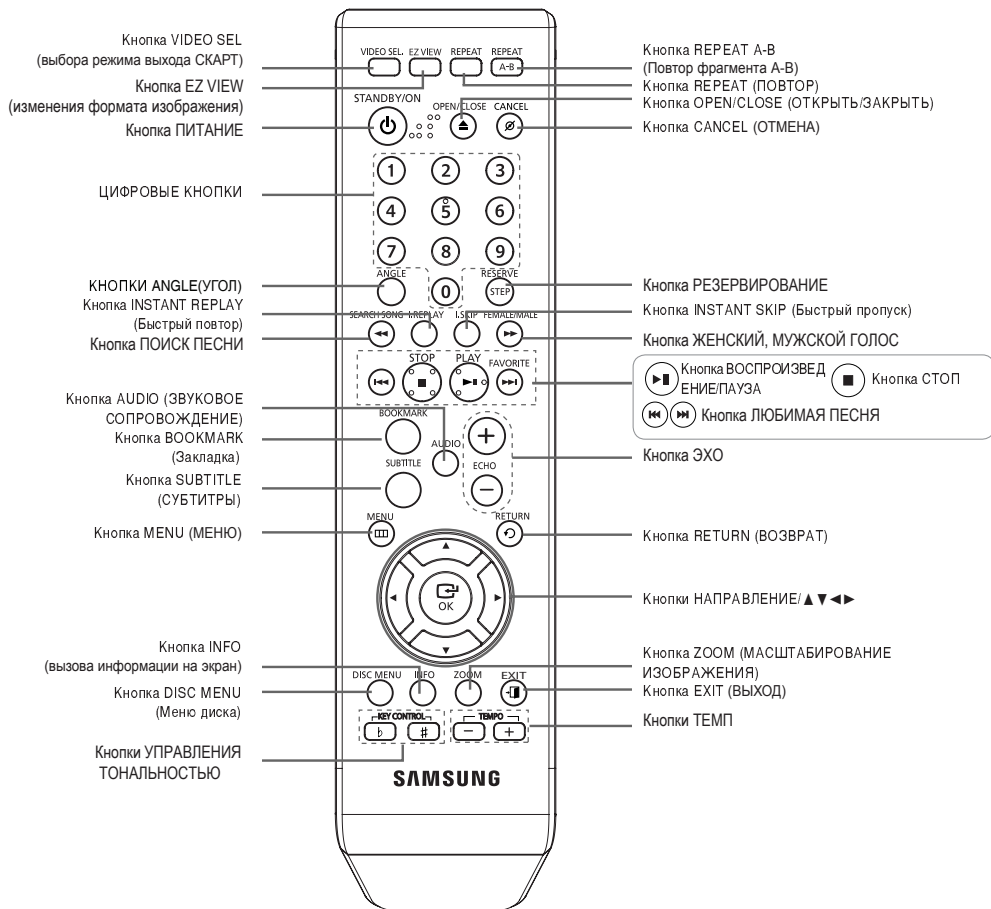 Кнопка VIDEO SEL
(выбора режима выхода СКАРТ)
Кнопка EZ VIEW
(изменения формата изображения)
Кнопка ПИТАНИЕ
ЦИФРОВЫЕ КНОПКИ
КНОПКИ ANGLE(УГОЛ)
Кнопка INSTANT REPLAY
(Быстрый повтор)
Кнопка ПОИСК ПЕСНИ
Кнопка AUDIO (ЗВУКОВОЕ
СОПРОВОЖДЕНИЕ)
Кнопка BOOKMARK
(Закладка)
Кнопка SUBTITLE
(СУБТИТРЫ)
Кнопка MENU (МЕНЮ)
Кнопка INFO
(вызова информации на экран)
Кнопка DISC MENU
(Меню диска)
Кнопки УПРАВЛЕНИЯ
ТОНАЛЬНОСТЬЮ
VIDEO SEL. EZ VIEW REPEAT REPEAT
A-B
STANDBY/ON OPEN/CLOSE CANCEL
1 2 3
4 5 6
7 8 9
ANGLE 0 RESERVE
STEP
SEARCH SONG I.REPLAY I.SKIP FEMALE/MALE
STOP PLAY FAVORITE
BOOKMARK
AUDIO
SUBTITLE ECHO
MENU RETURN
OK
DISC MENU INFO ZOOM EXIT
KEY CONTROL TEMPO
♭ ♯ − +
SAMSUNG
Кнопка REPEAT A-B
(Повтор фрагмента А-В)
Кнопка REPEAT (ПОВТОР)
Кнопка OPEN/CLOSE (ОТКРЫТЬ/ЗАКРЫТЬ)
Кнопка CANCEL (ОТМЕНА)
Кнопка РЕЗЕРВИРОВАНИЕ
Кнопка INSTANT SKIP (Быстрый пропуск)
Кнопка ЖЕНСКИЙ, МУЖСКОЙ ГОЛОС
Кнопка ВОСПРОИЗВЕД
ЕНИЕ/ПАУЗА
Кнопка СТОП
Кнопка ЛЮБИМАЯ ПЕСНЯ
Кнопка ЭХО
Кнопка RETURN (ВОЗВРАТ)
Кнопки НАПРАВЛЕНИЕ/▲▼◄►
Кнопка ZOOM (МАСШТАБИРОВАНИЕ
ИЗОБРАЖЕНИЯ)
Кнопка EXIT (ВЫХОД)
Кнопки ТЕМП